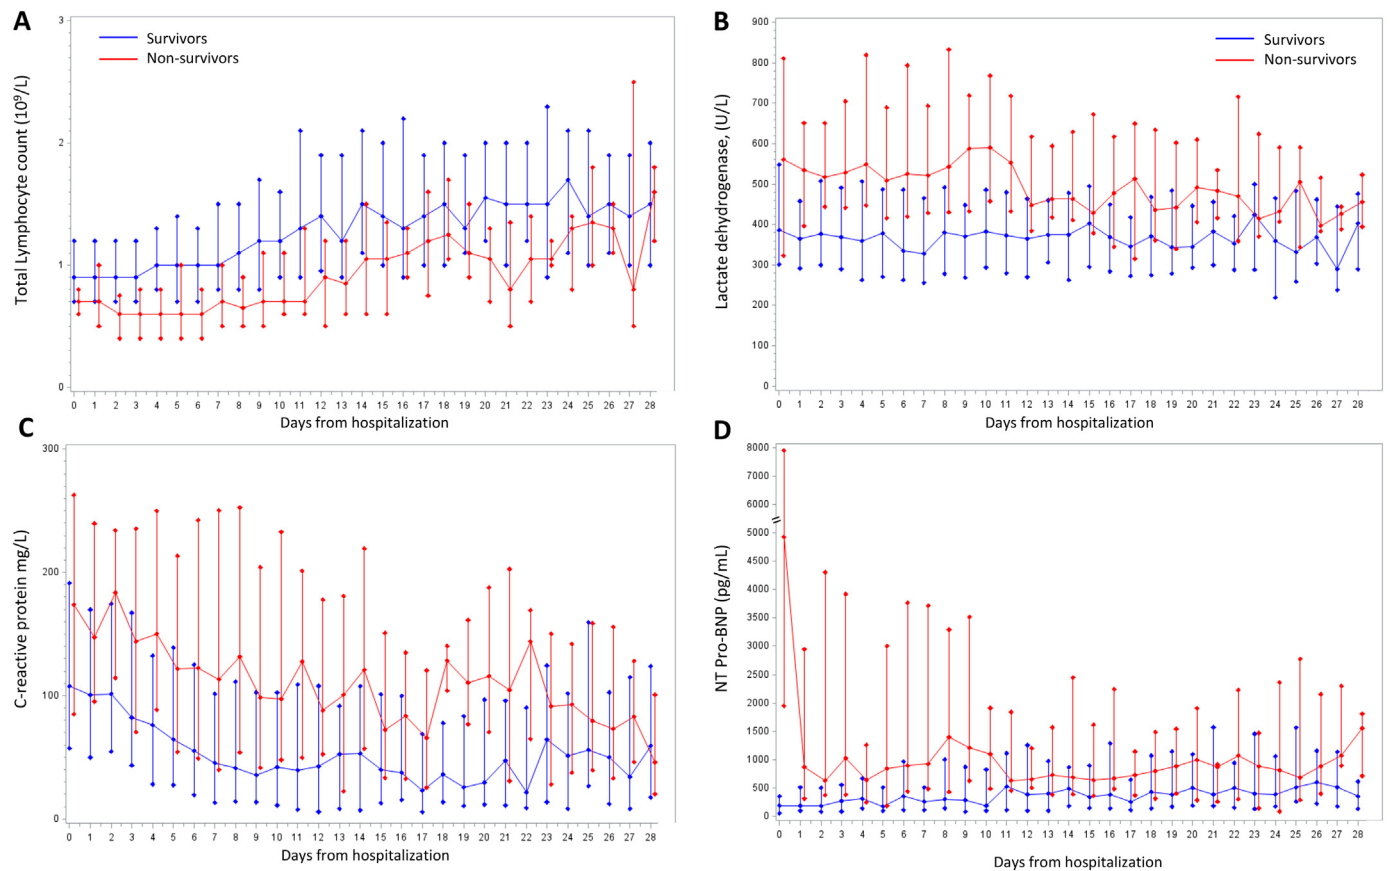 A
Survivors
Non-survivors
Total Lymphocyte count (10⁹/L)
3
2
1
0
0 1 2 3 4 5 6 7 8 9 10 11 12 13 14 15 16 17 18 19 20 21 22 23 24 25 26 27 28
Days from hospitalization
B
Survivors
Non-survivors
Lactate dehydrogenase, (U/L)
900
800
700
600
500
400
300
200
100
0
0 1 2 3 4 5 6 7 8 9 10 11 12 13 14 15 16 17 18 19 20 21 22 23 24 25 26 27 28
Days from hospitalization
C
C-reactive protein mg/L)
300
200
100
0
0 1 2 3 4 5 6 7 8 9 10 11 12 13 14 15 16 17 18 19 20 21 22 23 24 25 26 27 28
Days from hospitalization
D
NT Pro-BNP (pg/mL)
8000
7000
6000
5000
5000
4000
3500
3000
2500
2000
1500
1000
500
0
0 1 2 3 4 5 6 7 8 9 10 11 12 13 14 15 16 17 18 19 20 21 22 23 24 25 26 27 28
Days from hospitalization